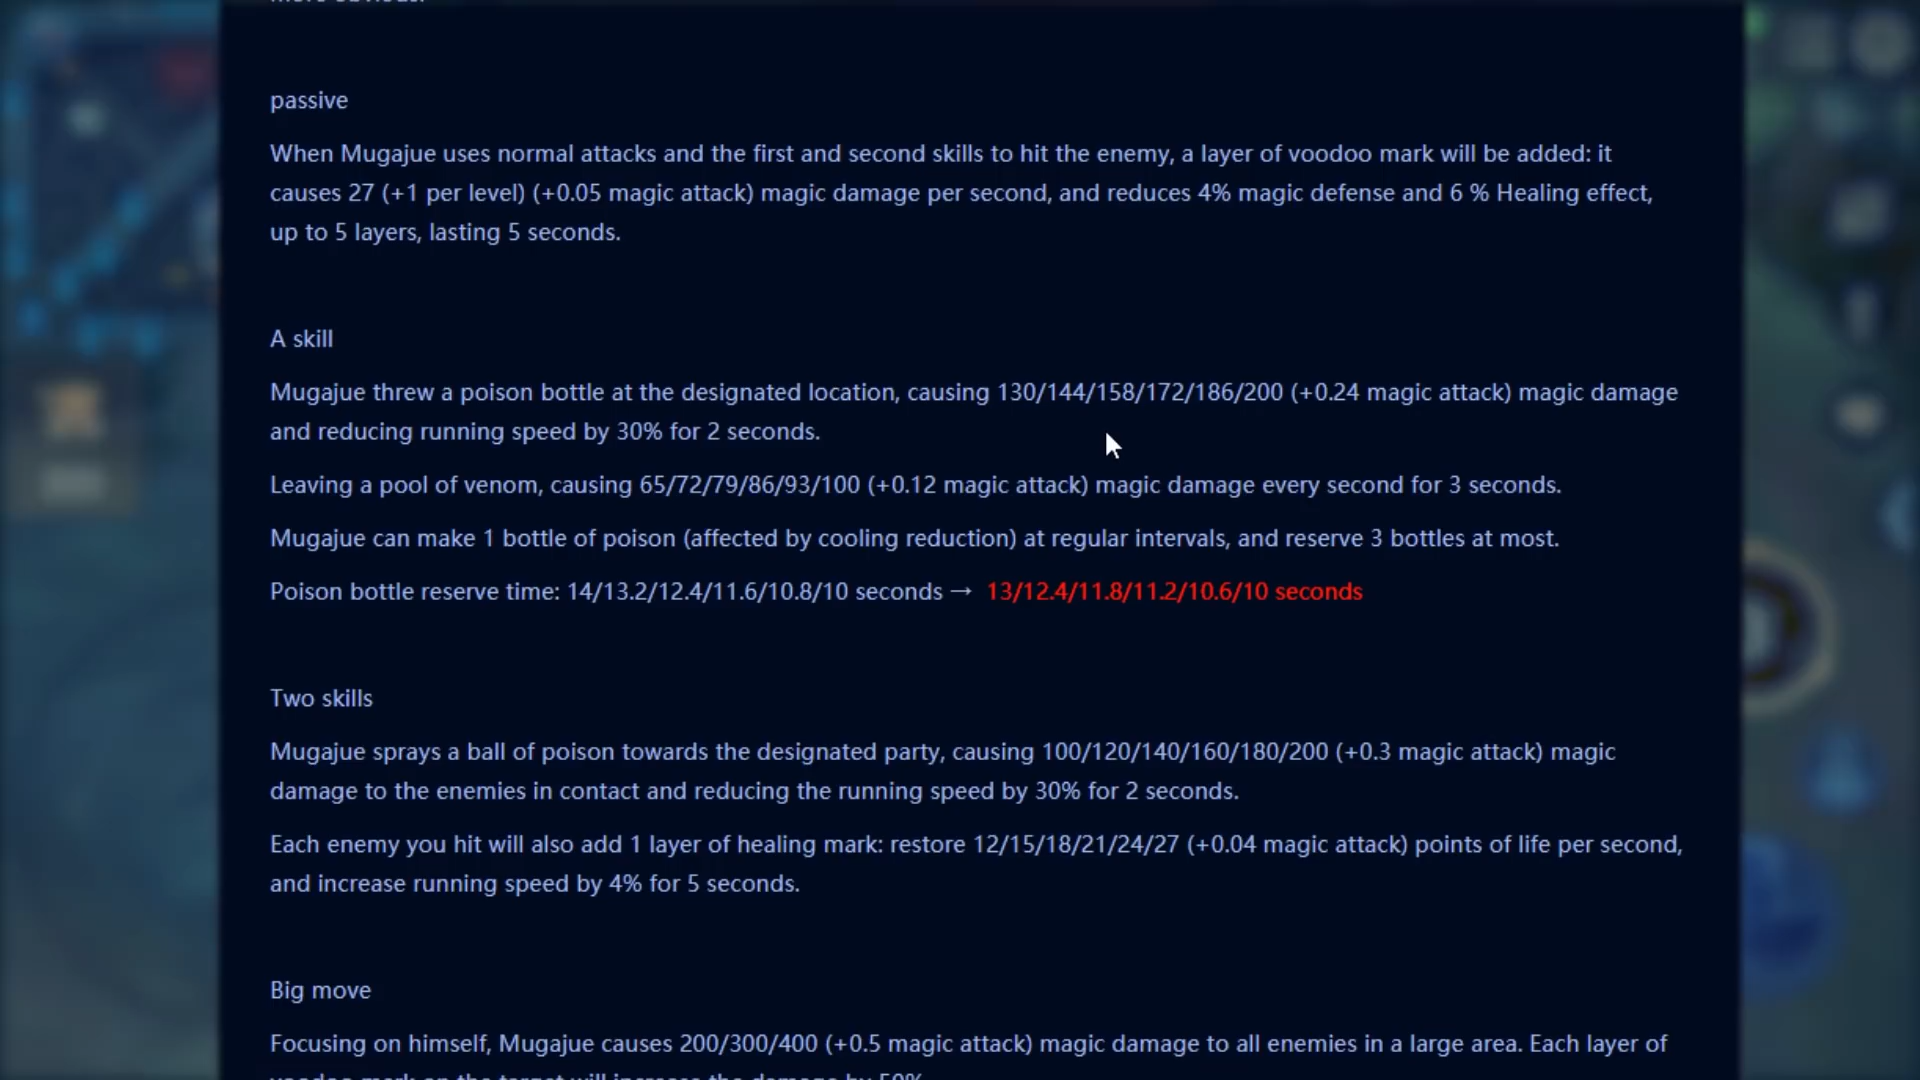 passive
When Mugajue uses normal attacks and the first and second skills to hit the enemy, a layer of voodoo mark will be added: it
causes 27 (+1 per level) (+0.05 magic attack) magic damage per second, and reduces 4% magic defense and 6 % Healing effect,
up to 5 layers, lasting 5 seconds.
A skill
Mugajue threw a poison bottle at the designated location, causing 130/144/158/172/186/200 (+0.24 magic attack) magic damage
and reducing running speed by 30% for 2 seconds.
Leaving a pool of venom, causing 65/72/79/86/93/100 (+0.12 magic attack) magic damage every second for 3 seconds.
Mugajue can make 1 bottle of poison (affected by cooling reduction) at regular intervals, and reserve 3 bottles at most.
Poison bottle reserve time: 14/13.2/12.4/11.6/10.8/10 seconds → 13/12.4/11.8/11.2/10.6/10 seconds
Two skills
Mugajue sprays a ball of poison towards the designated party, causing 100/120/140/160/180/200 (+0.3 magic attack) magic
damage to the enemies in contact and reducing the running speed by 30% for 2 seconds.
Each enemy you hit will also add 1 layer of healing mark: restore 12/15/18/21/24/27 (+0.04 magic attack) points of life per second,
and increase running speed by 4% for 5 seconds.
Big move
Focusing on himself, Mugajue causes 200/300/400 (+0.5 magic attack) magic damage to all enemies in a large area. Each layer of
voodoo mark on the target will increase the damage by 50%